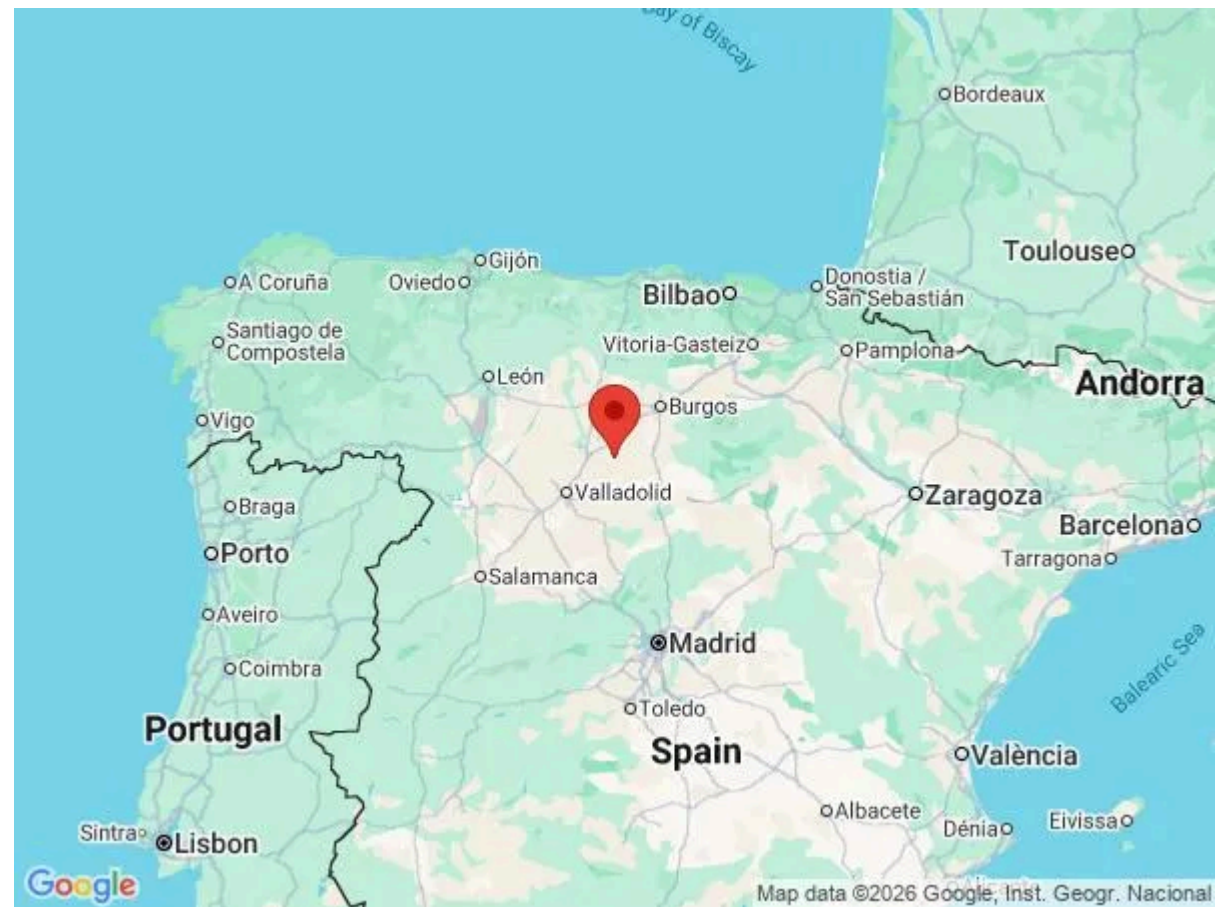 Bay of Biscay
Bordeaux
Toulouse
Gijón
A Coruña
Oviedo
Donostia /
San Sebastián
Bilbao
Santiago de
Compostela
Vitoria-Gasteiz
Pamplona
León
Andorra
Burgos
Vigo
Valladolid
Zaragoza
Braga
Barcelona
Porto
Tarragona
Salamanca
Aveiro
Madrid
Coimbra
Balearic Sea
Toledo
Portugal
Spain
València
Albacete
Eivissa
Dénia
Sintra
Lisbon
Google
Map data ©2026 Google, Inst. Geogr. Nacional